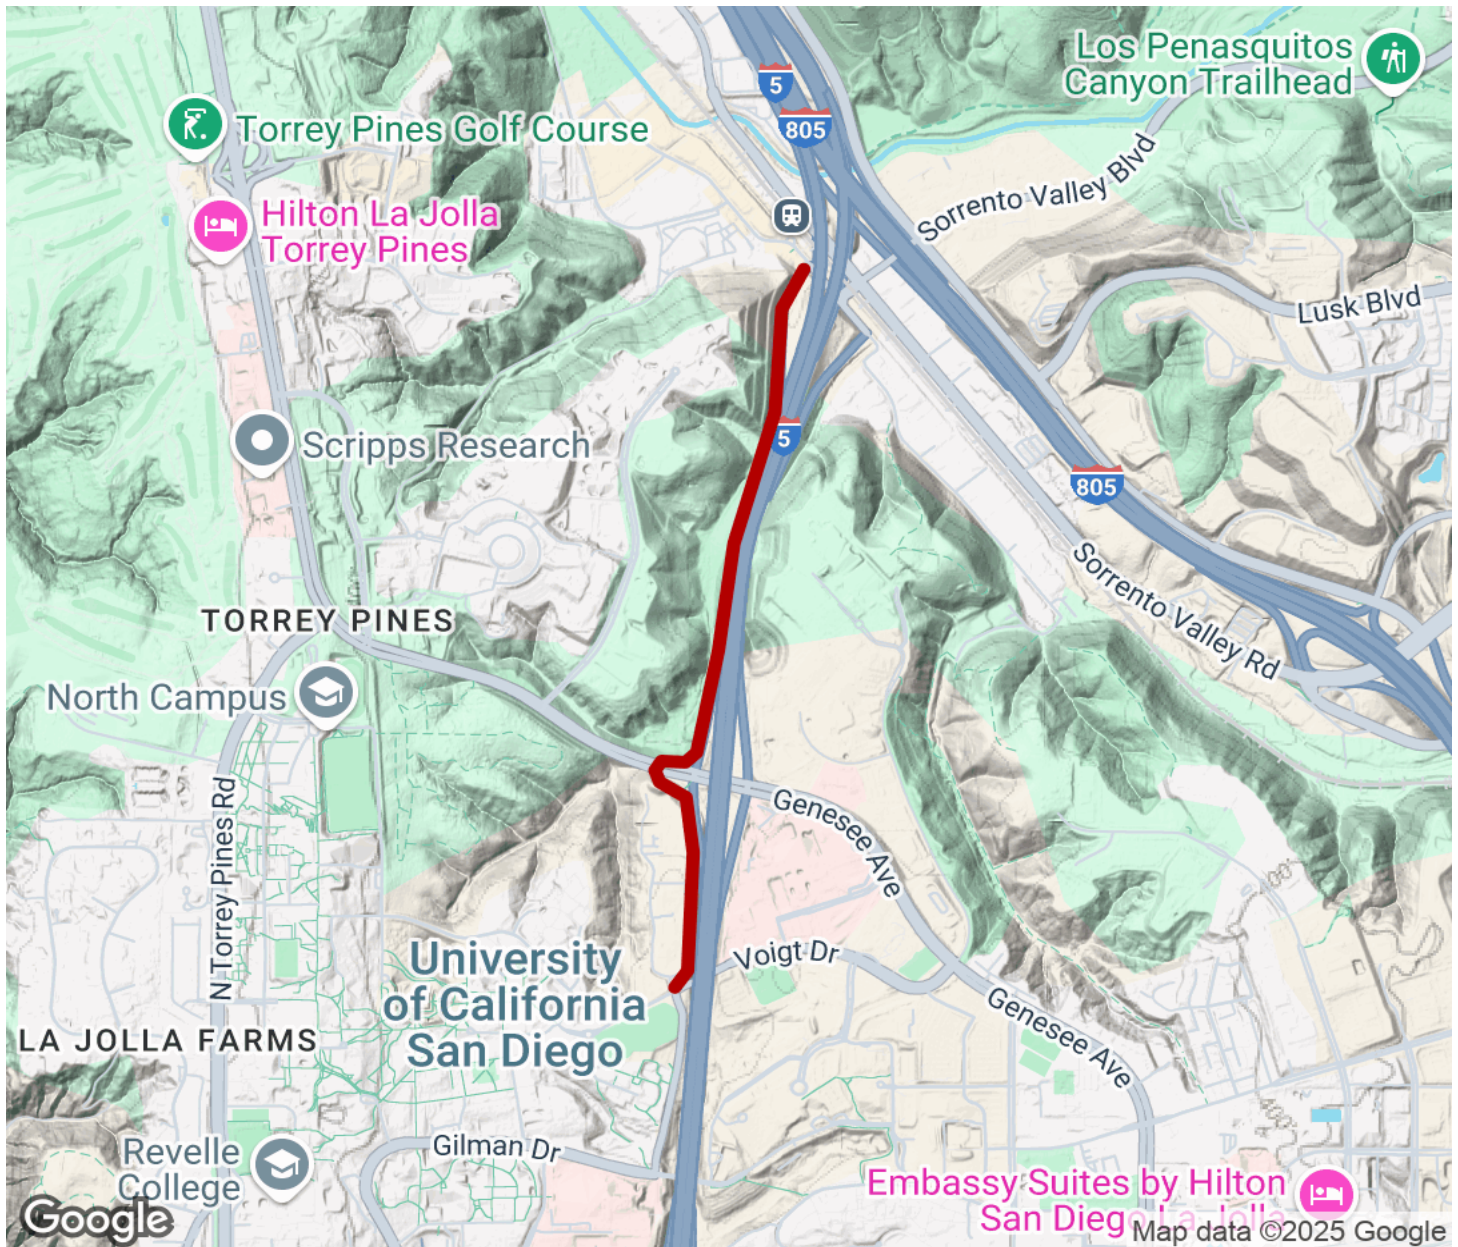 5
Los Penasquitos
Canyon Trailhead
805
Torrey Pines Golf Course
Sorrento Valley Blvd
Hilton La Jolla
Torrey Pines
Lusk Blvd
5
Scripps Research
805
Sorrento Valley Rd
TORREY PINES
North Campus
N Torrey Pines Rd
Genesee Ave
Voigt Dr
University
of California
San Diego
Genesee Ave
LA JOLLA FARMS
Gilman Dr
Revelle
College
Embassy Suites by Hilton
San Diego La Jolla
Google
Map data ©2025 Google